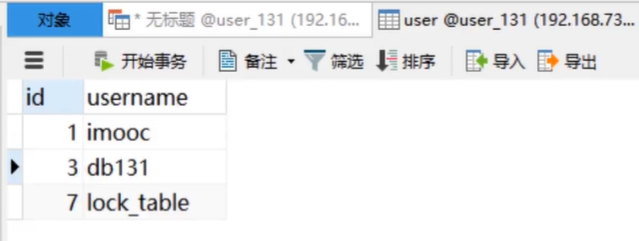 对象 * 无标题 @user_131 (192.16... user @user_131 (192.168.73...
开始事务 备注 筛选 排序 导入 导出
id username
1 imooc
3 db131
7 lock_table